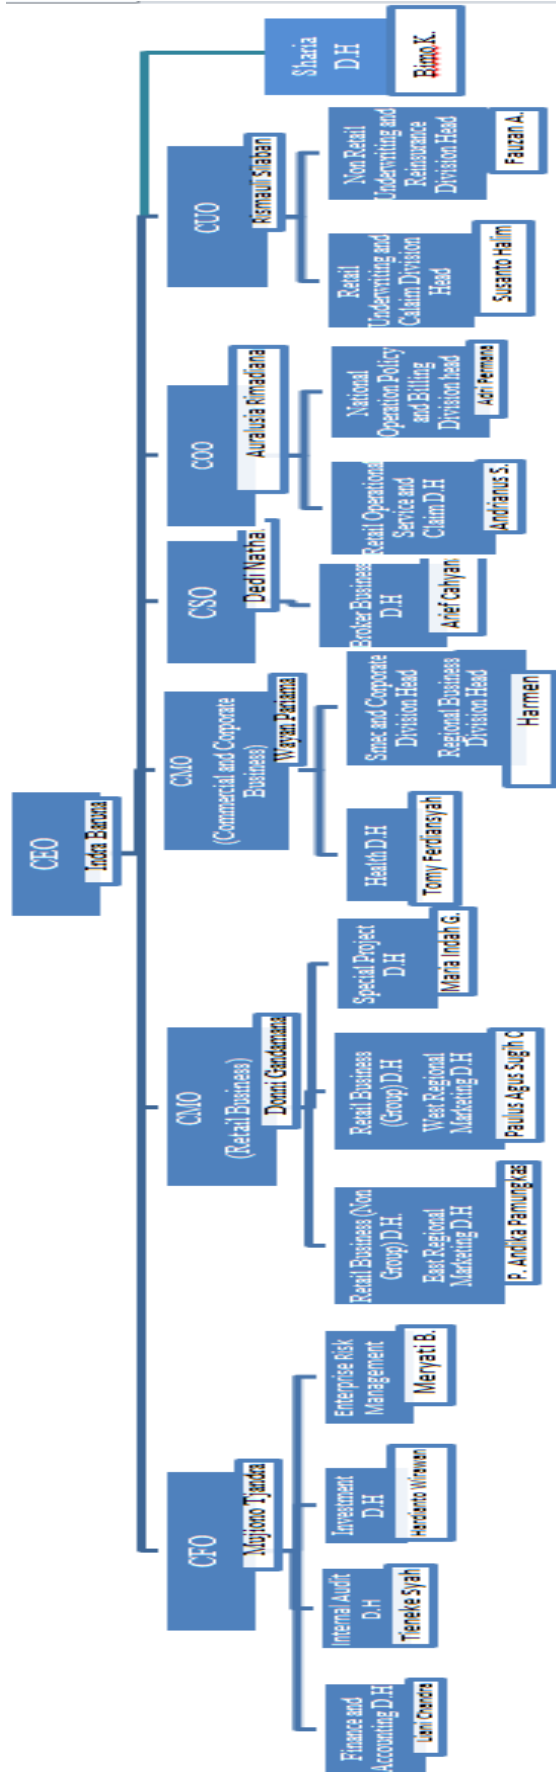 CEO
Indra Baruna
CFO
Mujiono Tjandra
CMO
(Retail Business)
Donni Gandamana
CMO
(Commercial and Corporate
Business)
Wayan Pariama
CSO
Dedi Natha.
COO
Auralusia Rimadiana
CUO
Rismauli Silaban
Sharia
D.H
Bimo K.
Finance and
Accounting D.H
Liani Chandra
Internal Audit
D.H
Tieneke Syah
Investment
D.H
Hardianto Wirawan
Enterprise Risk
Management
Meryati B.
Retail Business (Non
Group) D.H.
East Regional
Marketing D.H
P. Andika Pamungkas
Retail Business
(Group) D.H
West Regional
Marketing D.H
Paulus Agus Sugih C
Special Project
D.H
Maria Indah G.
Health D.H
Tomy Ferdiansyah
Smec and Corporate
Division Head
Regional Business
Division Head
Harmen
Broker Business
D.H
Arief Cahyan
Retail Operational
Service and
Claim D.H
Andrianus S.
National
Operation Policy
and Billing
Division head
Adri Permana
Retail
Underwriting and
Calaim Division
Head
Susanto Halim
Non Retail
Underwriting and
Reinsurance
Division Head
Fauzan A.